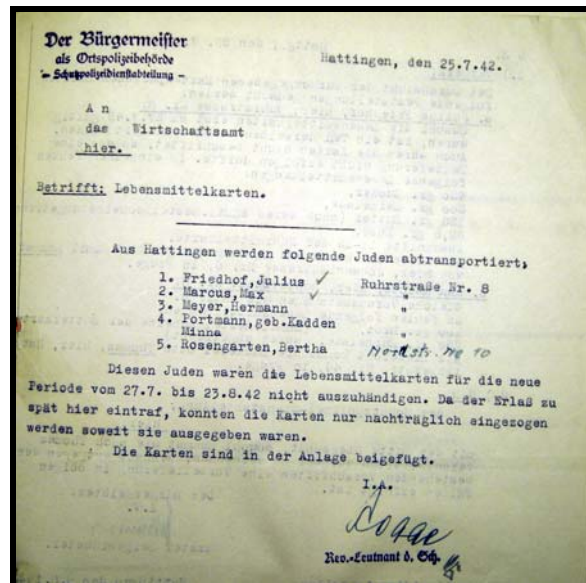 Der Bürgermeister
als Ortspolizeibehörde
- Schutzpolizeidienstabteilung -
Hattingen, den 25.7.42.
An
das Wirtschaftsamt
hier.
Betrifft: Lebensmittelkarten.
Aus Hattingen werden folgende Juden abtransportiert,
1. Friedhof,Julius ✓ Ruhrstraße Nr. 8
2. Marcus,Max ✓ "
3. Meyer,Hermann "
4. Portmann,geb.Kadden "
Minna
5. Rosengarten,Bertha Nordstr. No 10
Diesen Juden waren die Lebensmittelkarten für die neue
Periode vom 27.7. bis 23.8.42 nicht auszuhändigen. Da der Erlaß zu
spät hier eintraf, konnten die Karten nur nachträglich eingezogen
werden soweit sie ausgegeben waren.
Die Karten sind in der Anlage beigefügt.
I.A.
Rev.-Leutnant d. Sch.